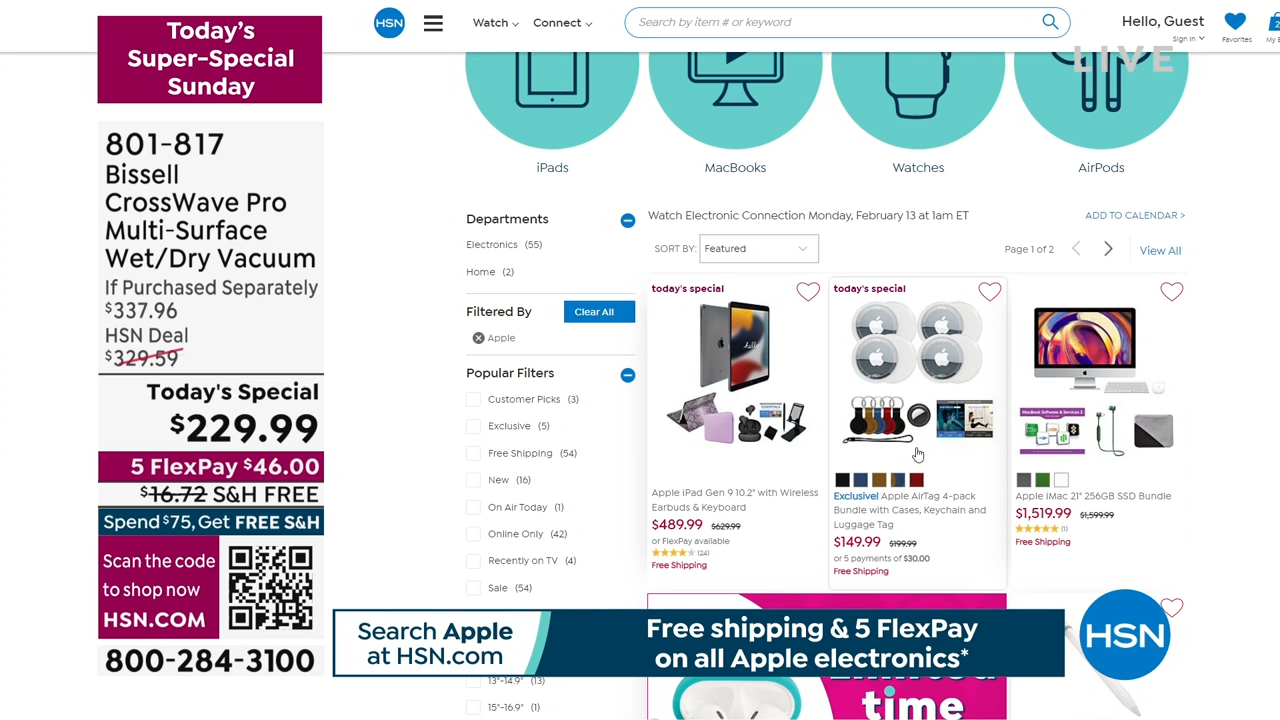 Today's
Super-Special
Sunday
801-817
Bissell
CrossWave Pro
Multi-Surface
Wet/Dry Vacuum
If Purchased Separately
$337.96
HSN Deal
$329.59
Today's Special
$229.99
5 FlexPay $46.00
$16.72 S&H FREE
Spend $75, Get FREE S&H
Scan the code
to shop now
HSN.COM
800-284-3100
HSN
Watch
Connect
Search by item # or keyword
Hello, Guest
Sign In
Favorites
LIVE
iPads
MacBooks
Watches
AirPods
Departments
Electronics (55)
Home (2)
Filtered By
Clear All
Apple
Popular Filters
Customer Picks (3)
Exclusive (5)
Free Shipping (54)
New (16)
On Air Today (1)
Online Only (42)
Recently on TV (4)
Sale (54)
13"-14.9" (13)
15"-16.9" (1)
Watch Electronic Connection Monday, February 13 at 1am ET
ADD TO CALENDAR >
SORT BY: Featured
Page 1 of 2
View All
today's special
Apple iPad Gen 9 10.2" with Wireless
Earbuds & Keyboard
$489.99 $629.99
or FlexPay available
(24)
Free Shipping
today's special
Exclusive! Apple AirTag 4-pack
Bundle with Cases, Keychain and
Luggage Tag
$149.99 $199.99
or 5 payments of $30.00
Free Shipping
MacBook Software & Services 3
Apple iMac 21" 256GB SSD Bundle
$1,519.99 $1,599.99
(1)
Free Shipping
Search Apple
at HSN.com
Free shipping & 5 FlexPay
on all Apple electronics*
HSN
time